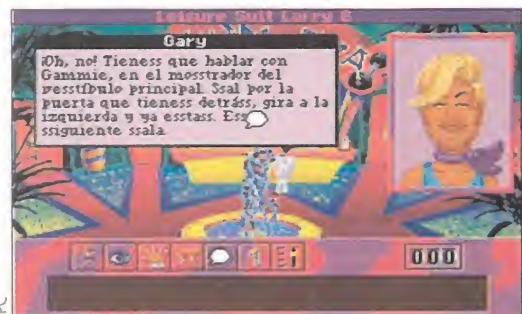 Leisure Suit Larry 6
Gary
¡Oh, no! Tieness que hablar con
Gammie, en el mosstrador del
vesstíbulo principal. Ssal por la
puerta que tieness detráss, gira a la
izquierda y ya esstass. Ess
ssiguiente ssala.
000